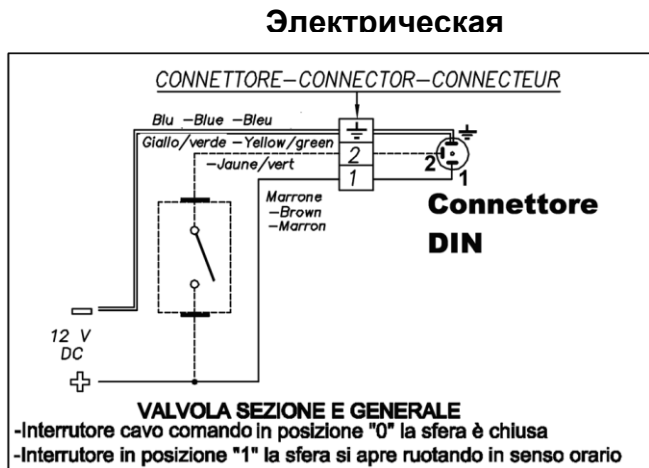 Электрическая
CONNETTORE-CONNECTOR-CONNECTEUR
Blu -Blue -Bleu
Giallo/verde -Yellow/green
-Jaune/vert
2
1
2
1
Marrone
-Brown
-Marron
Connettore
DIN
12 V
DC
VALVOLA SEZIONE E GENERALE
-Interrutore cavo comando in posizione "0" la sfera è chiusa
-Interrutore in posizione "1" la sfera si apre ruotando in senso orario